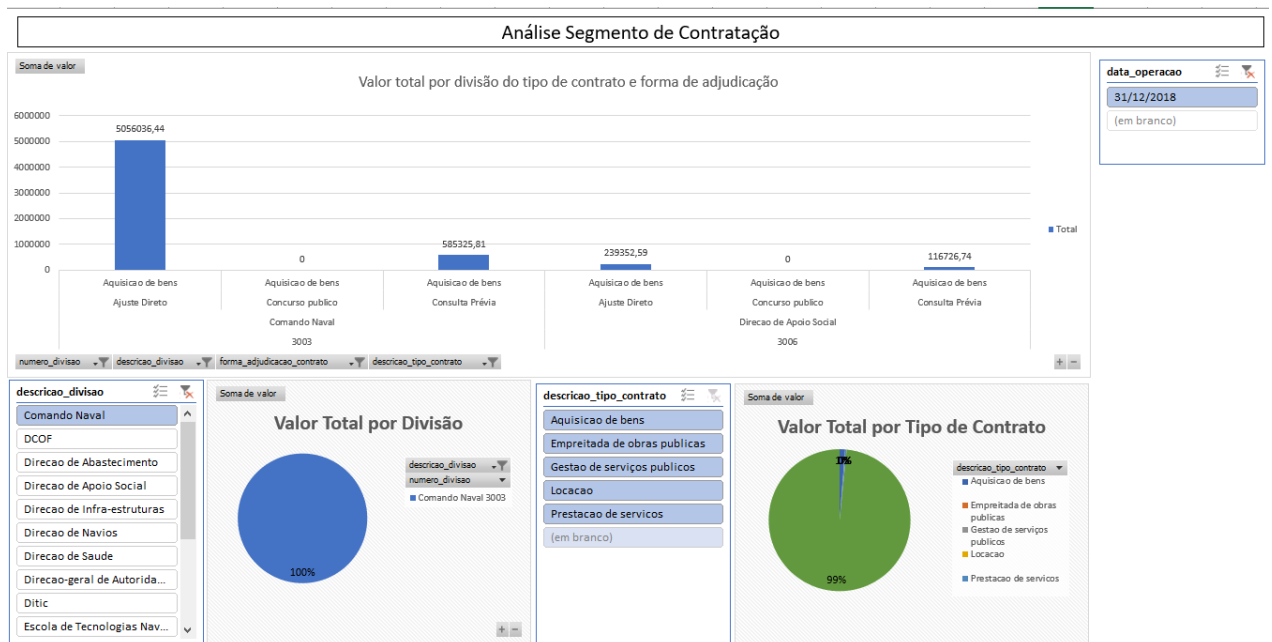 Análise Segmento de Contratação
Soma de valor
Valor total por divisão do tipo de contrato e forma de adjudicação
6000000
5000000
4000000
3000000
2000000
1000000
0
5056036,44
0
585325,81
239352,59
0
116726,74
Total
Aquisicao de bens Aquisicao de bens Aquisicao de bens Aquisicao de bens Aquisicao de bens Aquisicao de bens
Ajuste Direto Concurso publico Consulta Prévia Ajuste Direto Concurso publico Consulta Prévia
Comando Naval Direcao de Apoio Social
3003 3006
numero_divisao descricao_divisao forma_adjudicacao_contrato descricao_tipo_contrato
data_operacao
31/12/2018
(em branco)
descricao_divisao
Comando Naval
DCOF
Direcao de Abastecimento
Direcao de Apoio Social
Direcao de Infra-estruturas
Direcao de Navios
Direcao de Saude
Direcao-geral de Autorida...
Ditic
Escola de Tecnologias Nav...
Soma de valor
Valor Total por Divisão
descricao_divisao
numero_divisao
Comando Naval 3003
100%
descricao_tipo_contrato
Aquisicao de bens
Empreitada de obras publicas
Gestao de serviços publicos
Locacao
Prestacao de servicos
(em branco)
Soma de valor
Valor Total por Tipo de Contrato
descricao_tipo_contrato
Aquisicao de bens
Empreitada de obras
publicas
Gestao de serviços
publicos
Locacao
Prestacao de servicos
99%